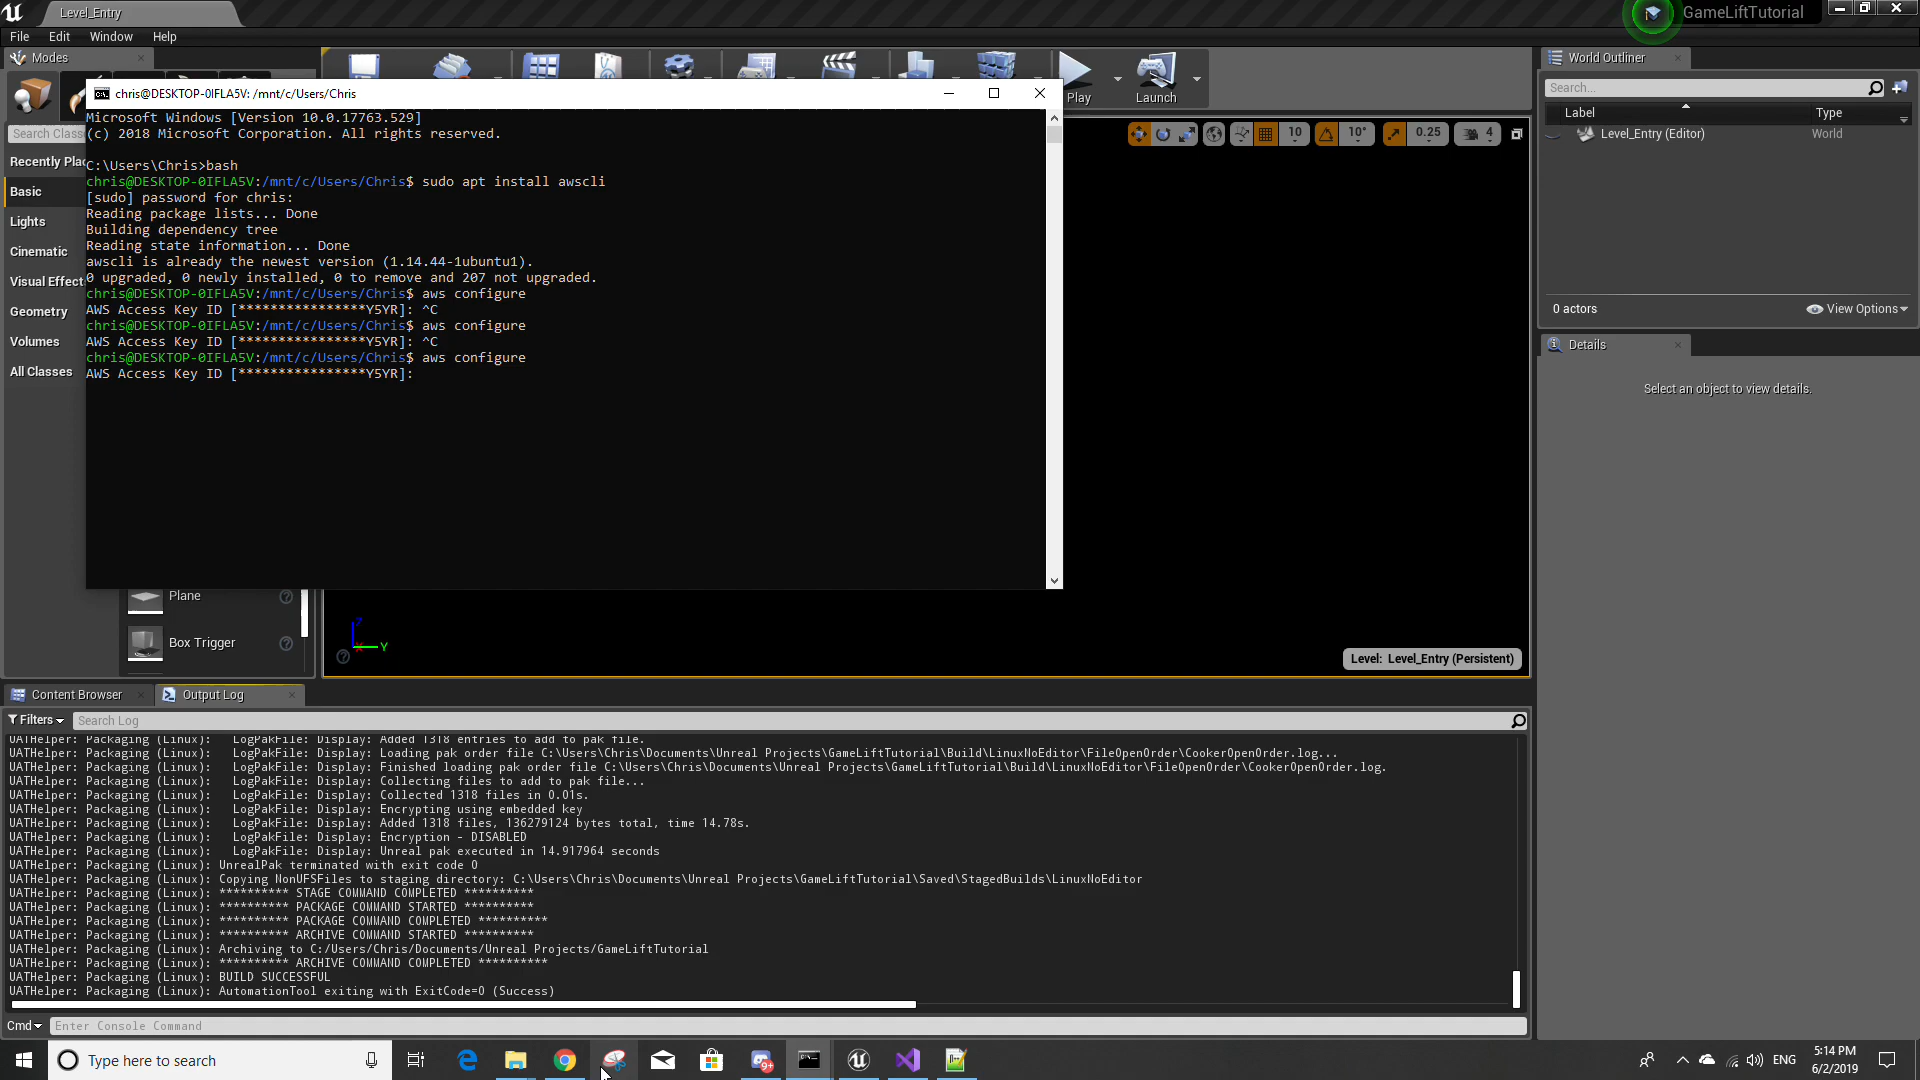 Level_Entry
GameLiftTutorial
File Edit Window Help
Modes
Play
Launch
World Outliner
Search...
Label Type
Level_Entry (Editor) World
0 actors
View Options
Details
Select an object to view details.
Search Class
Recently Pla
Basic
Lights
Cinematic
Visual Effect
Geometry
Volumes
All Classes
10 10° 0.25 4
chris@DESKTOP-0IFLA5V: /mnt/c/Users/Chris
Microsoft Windows [Version 10.0.17763.529]
(c) 2018 Microsoft Corporation. All rights reserved.
C:\Users\Chris>bash
chris@DESKTOP-0IFLA5V:/mnt/c/Users/Chris$ sudo apt install awscli
[sudo] password for chris:
Reading package lists... Done
Building dependency tree
Reading state information... Done
awscli is already the newest version (1.14.44-1ubuntu1).
0 upgraded, 0 newly installed, 0 to remove and 207 not upgraded.
chris@DESKTOP-0IFLA5V:/mnt/c/Users/Chris$ aws configure
AWS Access Key ID [****************Y5YR]: ^C
chris@DESKTOP-0IFLA5V:/mnt/c/Users/Chris$ aws configure
AWS Access Key ID [****************Y5YR]: ^C
chris@DESKTOP-0IFLA5V:/mnt/c/Users/Chris$ aws configure
AWS Access Key ID [****************Y5YR]:
Plane
Box Trigger
Z
X
Y
Level: Level_Entry (Persistent)
Content Browser
Output Log
Filters
Search Log
UATHelper: Packaging (Linux):   LogPakFile: Display: Added 1318 entries to add to pak file.
UATHelper: Packaging (Linux):   LogPakFile: Display: Loading pak order file C:\Users\Chris\Documents\Unreal Projects\GameLiftTutorial\Build\LinuxNoEditor\FileOpenOrder\CookerOpenOrder.log...
UATHelper: Packaging (Linux):   LogPakFile: Display: Finished loading pak order file C:\Users\Chris\Documents\Unreal Projects\GameLiftTutorial\Build\LinuxNoEditor\FileOpenOrder\CookerOpenOrder.log.
UATHelper: Packaging (Linux):   LogPakFile: Display: Collecting files to add to pak file...
UATHelper: Packaging (Linux):   LogPakFile: Display: Collected 1318 files in 0.01s.
UATHelper: Packaging (Linux):   LogPakFile: Display: Encrypting using embedded key
UATHelper: Packaging (Linux):   LogPakFile: Display: Added 1318 files, 136279124 bytes total, time 14.78s.
UATHelper: Packaging (Linux):   LogPakFile: Display: Encryption - DISABLED
UATHelper: Packaging (Linux):   LogPakFile: Display: Unreal pak executed in 14.917964 seconds
UATHelper: Packaging (Linux): UnrealPak terminated with exit code 0
UATHelper: Packaging (Linux): Copying NonUFSFiles to staging directory: C:\Users\Chris\Documents\Unreal Projects\GameLiftTutorial\Saved\StagedBuilds\LinuxNoEditor
UATHelper: Packaging (Linux): ********** STAGE COMMAND COMPLETED **********
UATHelper: Packaging (Linux): ********** PACKAGE COMMAND STARTED **********
UATHelper: Packaging (Linux): ********** PACKAGE COMMAND COMPLETED **********
UATHelper: Packaging (Linux): ********** ARCHIVE COMMAND STARTED **********
UATHelper: Packaging (Linux): Archiving to C:/Users/Chris/Documents/Unreal Projects/GameLiftTutorial
UATHelper: Packaging (Linux): ********** ARCHIVE COMMAND COMPLETED **********
UATHelper: Packaging (Linux): BUILD SUCCESSFUL
UATHelper: Packaging (Linux): AutomationTool exiting with ExitCode=0 (Success)
Cmd
Enter Console Command
Type here to search
9+
ENG
5:14 PM
6/2/2019